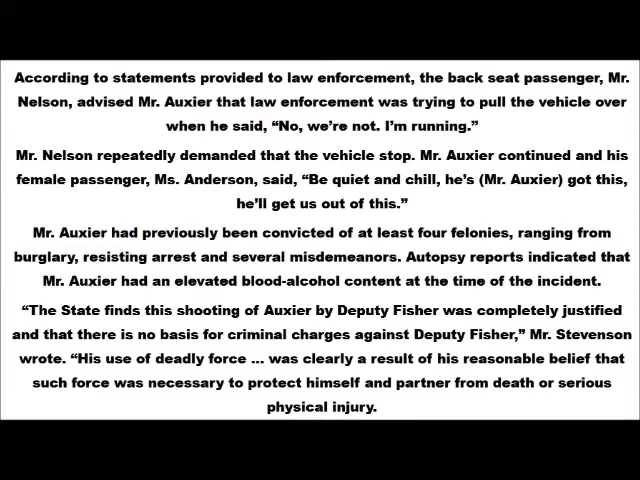 According to statements provided to law enforcement, the back seat passenger, Mr.
Nelson, advised Mr. Auxier that law enforcement was trying to pull the vehicle over
when he said, “No, we’re not. I’m running.”
Mr. Nelson repeatedly demanded that the vehicle stop. Mr. Auxier continued and his
female passenger, Ms. Anderson, said, “Be quiet and chill, he’s (Mr. Auxier) got this,
he’ll get us out of this.”
Mr. Auxier had previously been convicted of at least four felonies, ranging from
burglary, resisting arrest and several misdemeanors. Autopsy reports indicated that
Mr. Auxier had an elevated blood-alcohol content at the time of the incident.
“The State finds this shooting of Auxier by Deputy Fisher was completely justified
and that there is no basis for criminal charges against Deputy Fisher,” Mr. Stevenson
wrote. “His use of deadly force ... was clearly a result of his reasonable belief that
such force was necessary to protect himself and partner from death or serious
physical injury.